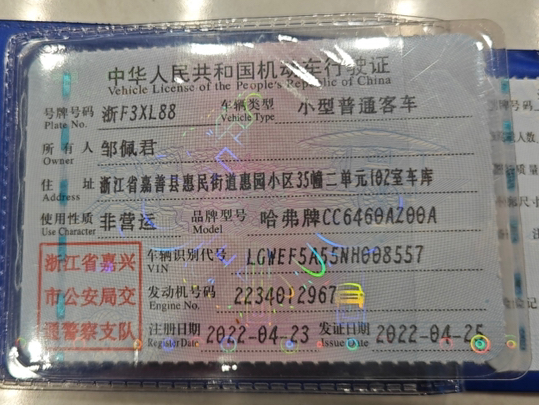 中华人民共和国机动车行驶证
Vehicle License of the People's Republic of China
号牌号码 浙F3XL88 车辆类型 小型普通客车
Plate No. Vehicle Type
所有人 邹佩君
Owner
住址 浙江省嘉善县惠民街道惠园小区35幢二单元102室车库
Address
使用性质 非营运 品牌型号 哈弗牌CC6460AZ00A
Use Character Model
浙江省嘉兴
市公安局交
通警察支队
车辆识别代号 LGWEF5A55NH008557
VIN
发动机号码 2234012967
Engine No.
注册日期 2022-04-23 发证日期 2022-04-25
Register Date Issue Date
号牌号码